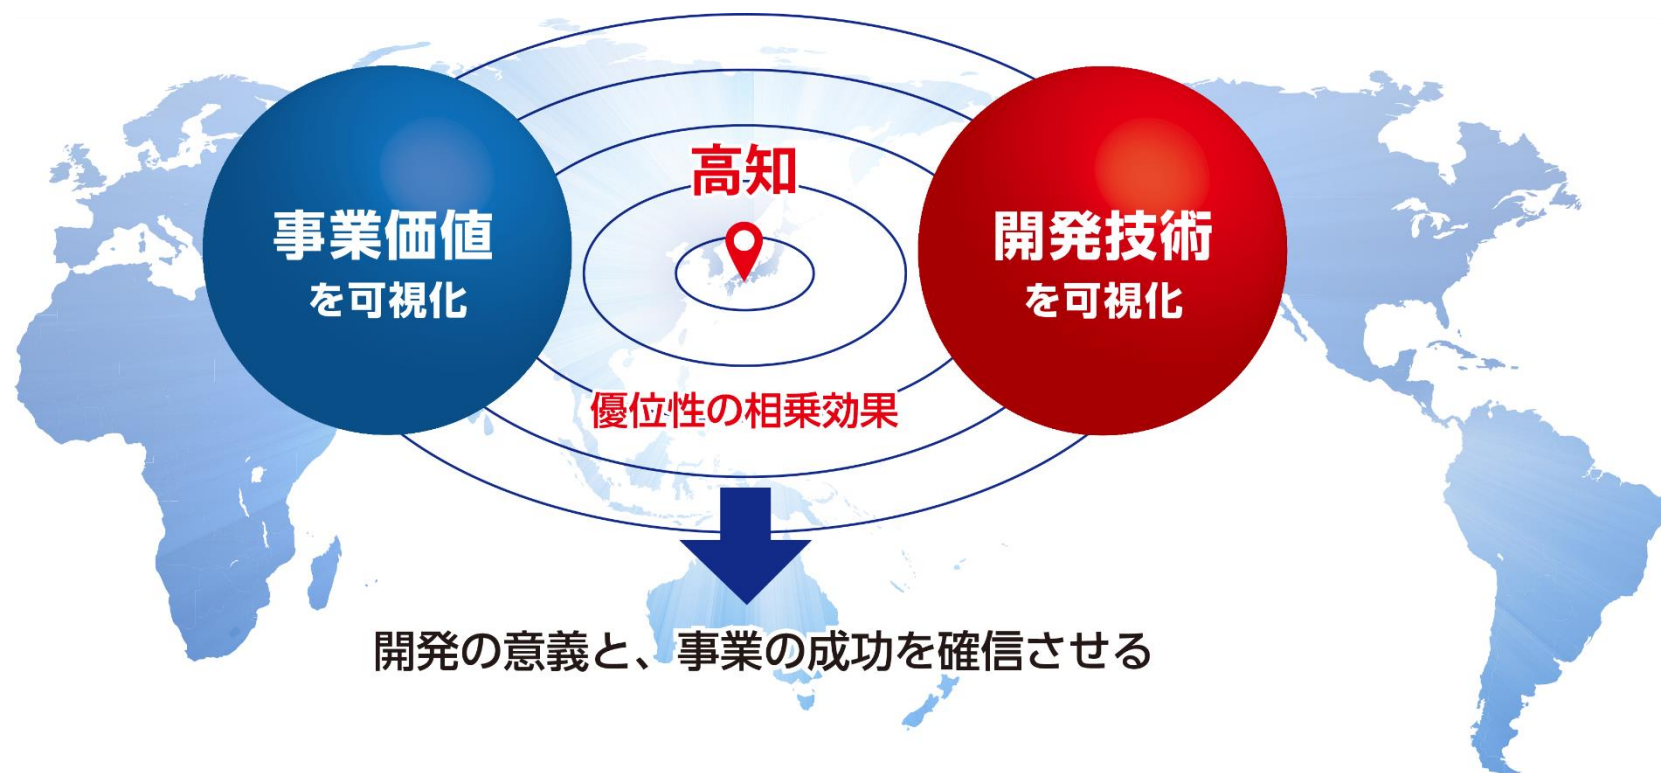 高知
事業価値
を可視化
開発技術
を可視化
優位性の相乗効果
開発の意義と、事業の成功を確信させる